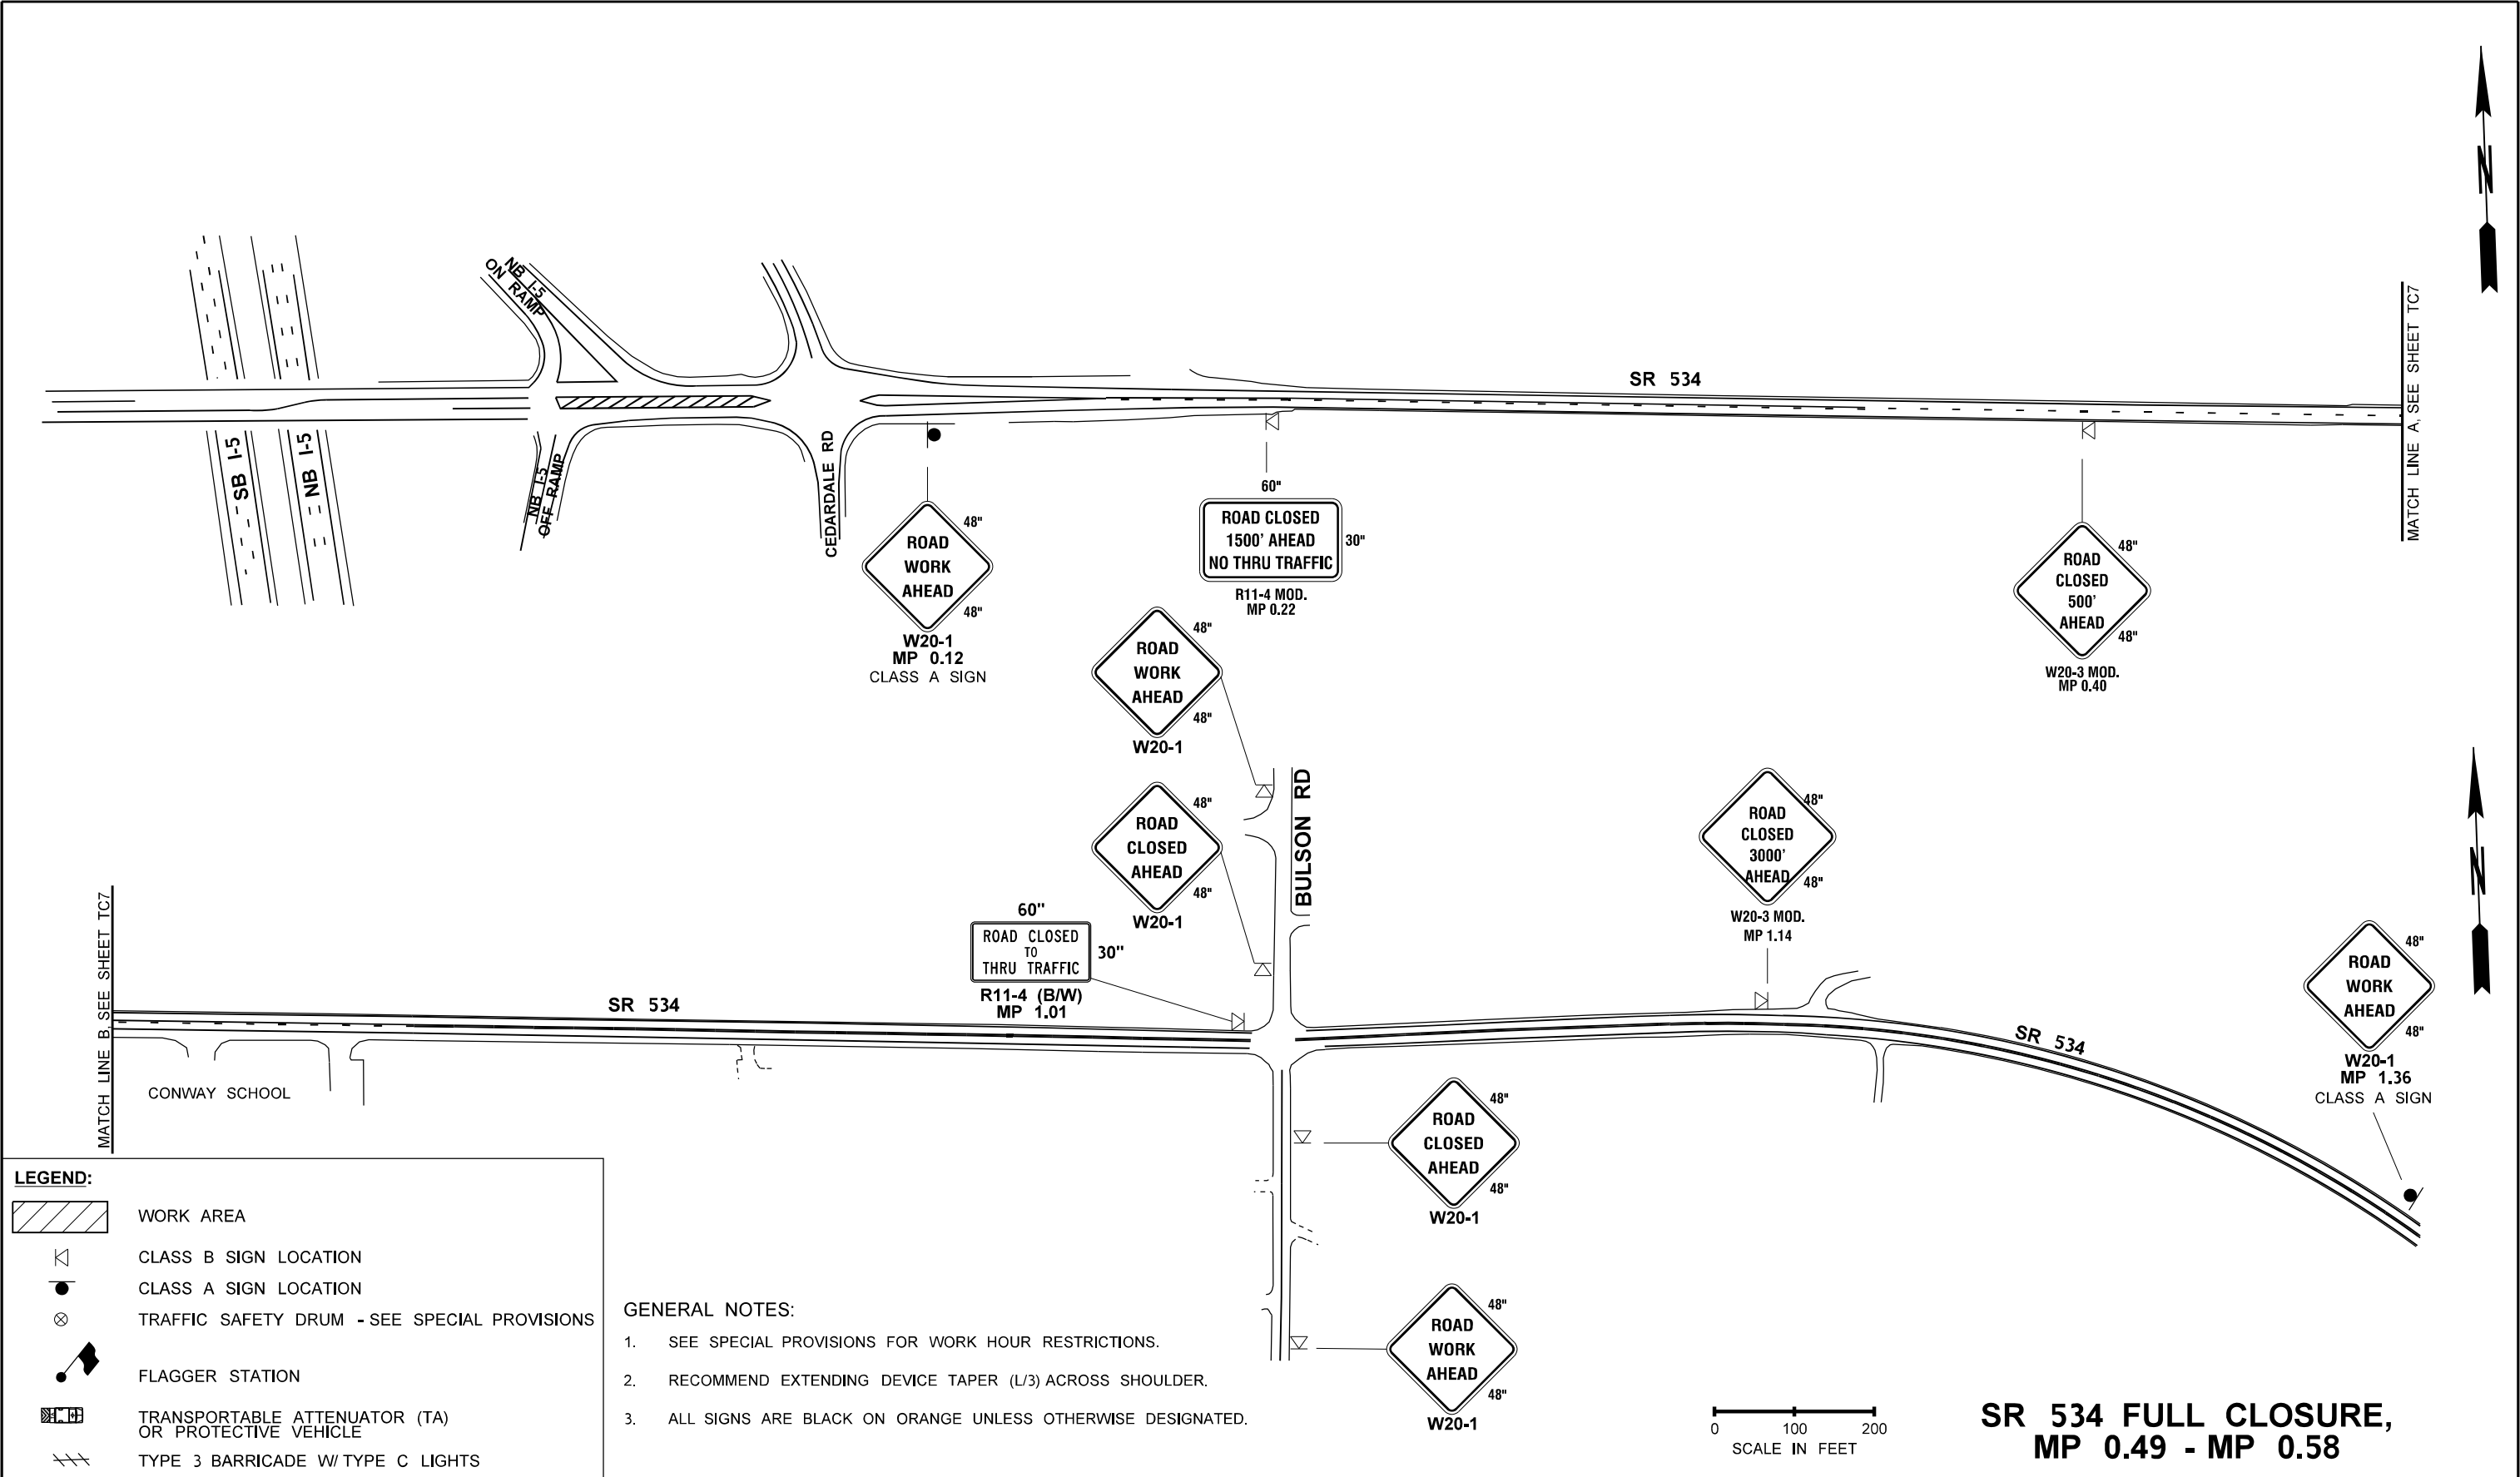 N
NB I-5
ON RAMP
SB I-5
NB I-5
NB I-5
OFF RAMP
CEDARDALE RD
SR 534
MATCH LINE A, SEE SHEET TC7
ROAD
WORK
AHEAD
48"
48"
W20-1
MP 0.12
CLASS A SIGN
60"
ROAD CLOSED
1500' AHEAD
NO THRU TRAFFIC
30"
R11-4 MOD.
MP 0.22
ROAD
CLOSED
500'
AHEAD
48"
48"
W20-3 MOD.
MP 0.40
ROAD
WORK
AHEAD
48"
48"
W20-1
ROAD
CLOSED
AHEAD
48"
48"
W20-1
BULSON RD
60"
ROAD CLOSED
TO
THRU TRAFFIC
30"
R11-4 (B/W)
MP 1.01
ROAD
CLOSED
3000'
AHEAD
48"
48"
W20-3 MOD.
MP 1.14
N
ROAD
WORK
AHEAD
48"
48"
W20-1
MP 1.36
CLASS A SIGN
MATCH LINE B, SEE SHEET TC7
SR 534
SR 534
CONWAY SCHOOL
ROAD
CLOSED
AHEAD
48"
48"
W20-1
ROAD
WORK
AHEAD
48"
48"
W20-1
LEGEND:
WORK AREA
CLASS B SIGN LOCATION
CLASS A SIGN LOCATION
TRAFFIC SAFETY DRUM - SEE SPECIAL PROVISIONS
FLAGGER STATION
TRANSPORTABLE ATTENUATOR (TA)
OR PROTECTIVE VEHICLE
TYPE 3 BARRICADE W/ TYPE C LIGHTS
GENERAL NOTES:
1. SEE SPECIAL PROVISIONS FOR WORK HOUR RESTRICTIONS.
2. RECOMMEND EXTENDING DEVICE TAPER (L/3) ACROSS SHOULDER.
3. ALL SIGNS ARE BLACK ON ORANGE UNLESS OTHERWISE DESIGNATED.
0 100 200
SCALE IN FEET
SR 534 FULL CLOSURE,
MP 0.49 - MP 0.58